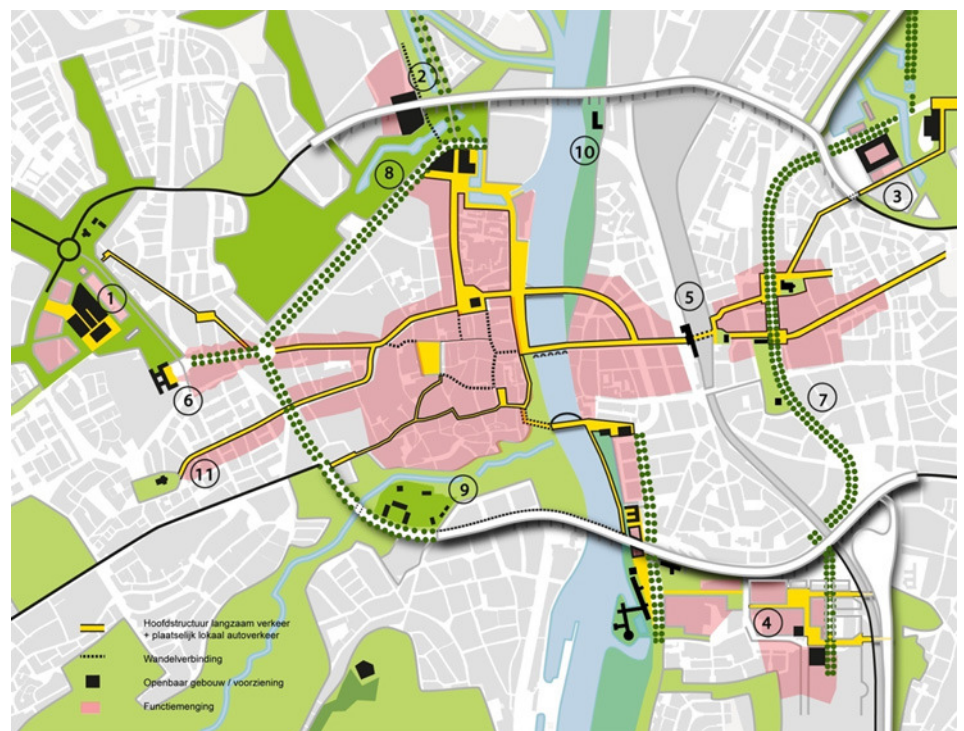 2
8
10
3
1
5
6
7
11
9
4
Hoofdstructuur langzaam verkeer
+ plaatselijk lokaal autoverkeer
Wandelverbinding
Openbaar gebouw / voorziening
Functiemenging